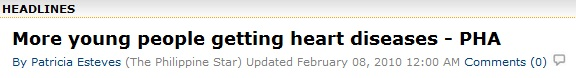 HEADLINES
More young people getting heart diseases - PHA
By Patricia Esteves (The Philippine Star) Updated February 08, 2010 12:00 AM Comments (0)